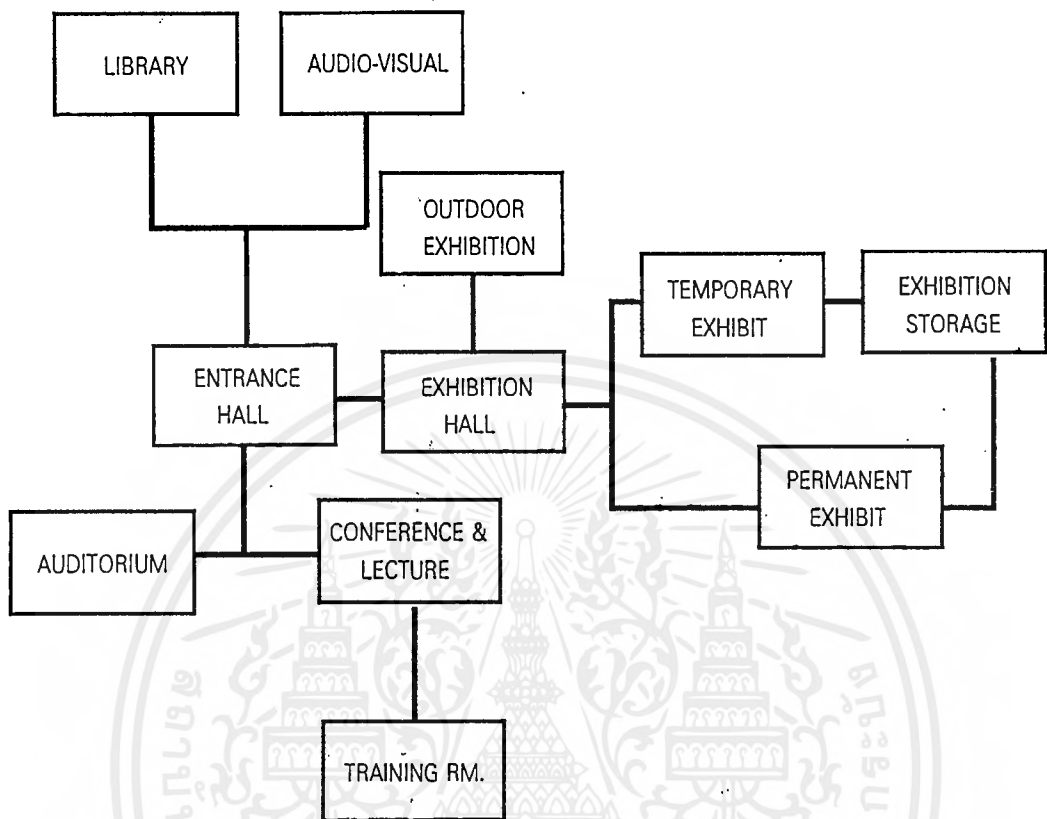 LIBRARY
AUDIO-VISUAL
OUTDOOR
EXHIBITION
TEMPORARY
EXHIBIT
EXHIBITION
STORAGE
ENTRANCE
HALL
EXHIBITION
HALL
PERMANENT
EXHIBIT
AUDITORIUM
CONFERENCE &
LECTURE
TRAINING RM.